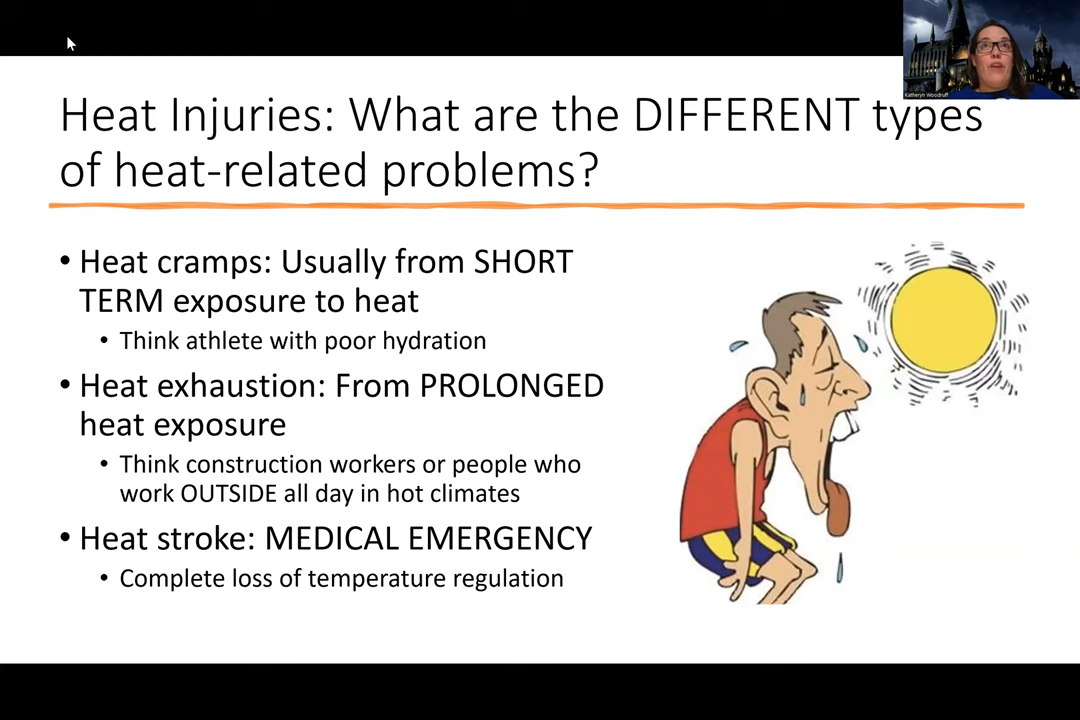 Katheryn Woodruff
Heat Injuries: What are the DIFFERENT types
of heat-related problems?
• Heat cramps: Usually from SHORT
TERM exposure to heat
• Think athlete with poor hydration
• Heat exhaustion: From PROLONGED
heat exposure
• Think construction workers or people who
work OUTSIDE all day in hot climates
• Heat stroke: MEDICAL EMERGENCY
• Complete loss of temperature regulation